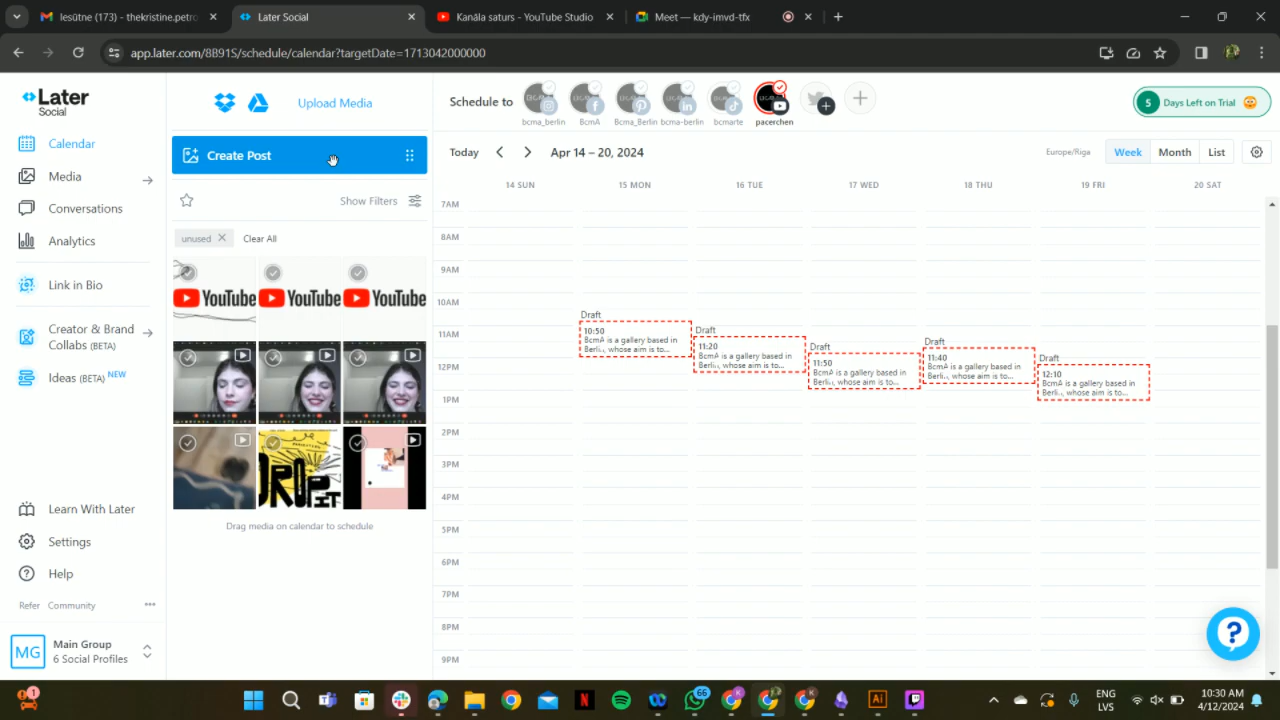 Iesūtne (173) - thekristine.petro
Later Social
Kanāla saturs - YouTube Studio
Meet — kdy-imvd-tfx
app.later.com/8B91S/schedule/calendar?targetDate=1713042000000
Later
Social
Calendar
Media
Conversations
Analytics
Link in Bio
Creator & Brand
Collabs (BETA)
Ideas (BETA) NEW
Learn With Later
Settings
Help
Refer Community
MG
Main Group
6 Social Profiles
Upload Media
Create Post
Show Filters
unused
Clear All
YouTube
YouTube
YouTube
DROP IT
Drag media on calendar to schedule
Schedule to
bcma_berlin
BcmA
Bcma_Berlin
bcma-berlin
bcmarte
pacerchen
5 Days Left on Trial
Today
Apr 14 – 20, 2024
Europe/Riga
Week
Month
List
14 SUN
15 MON
16 TUE
17 WED
18 THU
19 FRI
20 SAT
7AM
8AM
9AM
10AM
11AM
12PM
1PM
2PM
3PM
4PM
5PM
6PM
7PM
8PM
9PM
Draft
10:50
BcmA is a gallery based in
Berlin, whose aim is to...
Draft
11:20
BcmA is a gallery based in
Berlin, whose aim is to...
Draft
11:50
BcmA is a gallery based in
Berlin, whose aim is to...
Draft
11:40
BcmA is a gallery based in
Berlin, whose aim is to...
Draft
12:10
BcmA is a gallery based in
Berlin, whose aim is to...
?
1
66
ENG
LVS
10:30 AM
4/12/2024